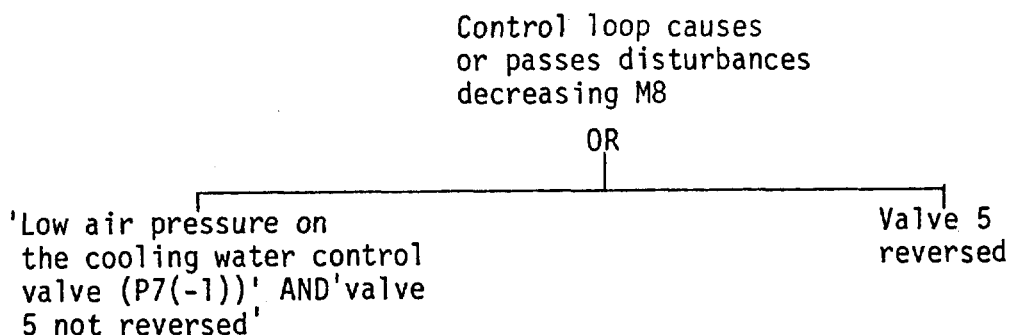 Control loop causes
or passes disturbances
decreasing M8
OR
'Low air pressure on
the cooling water control
valve (P7(-1))' AND'valve
5 not reversed'
Valve 5
reversed